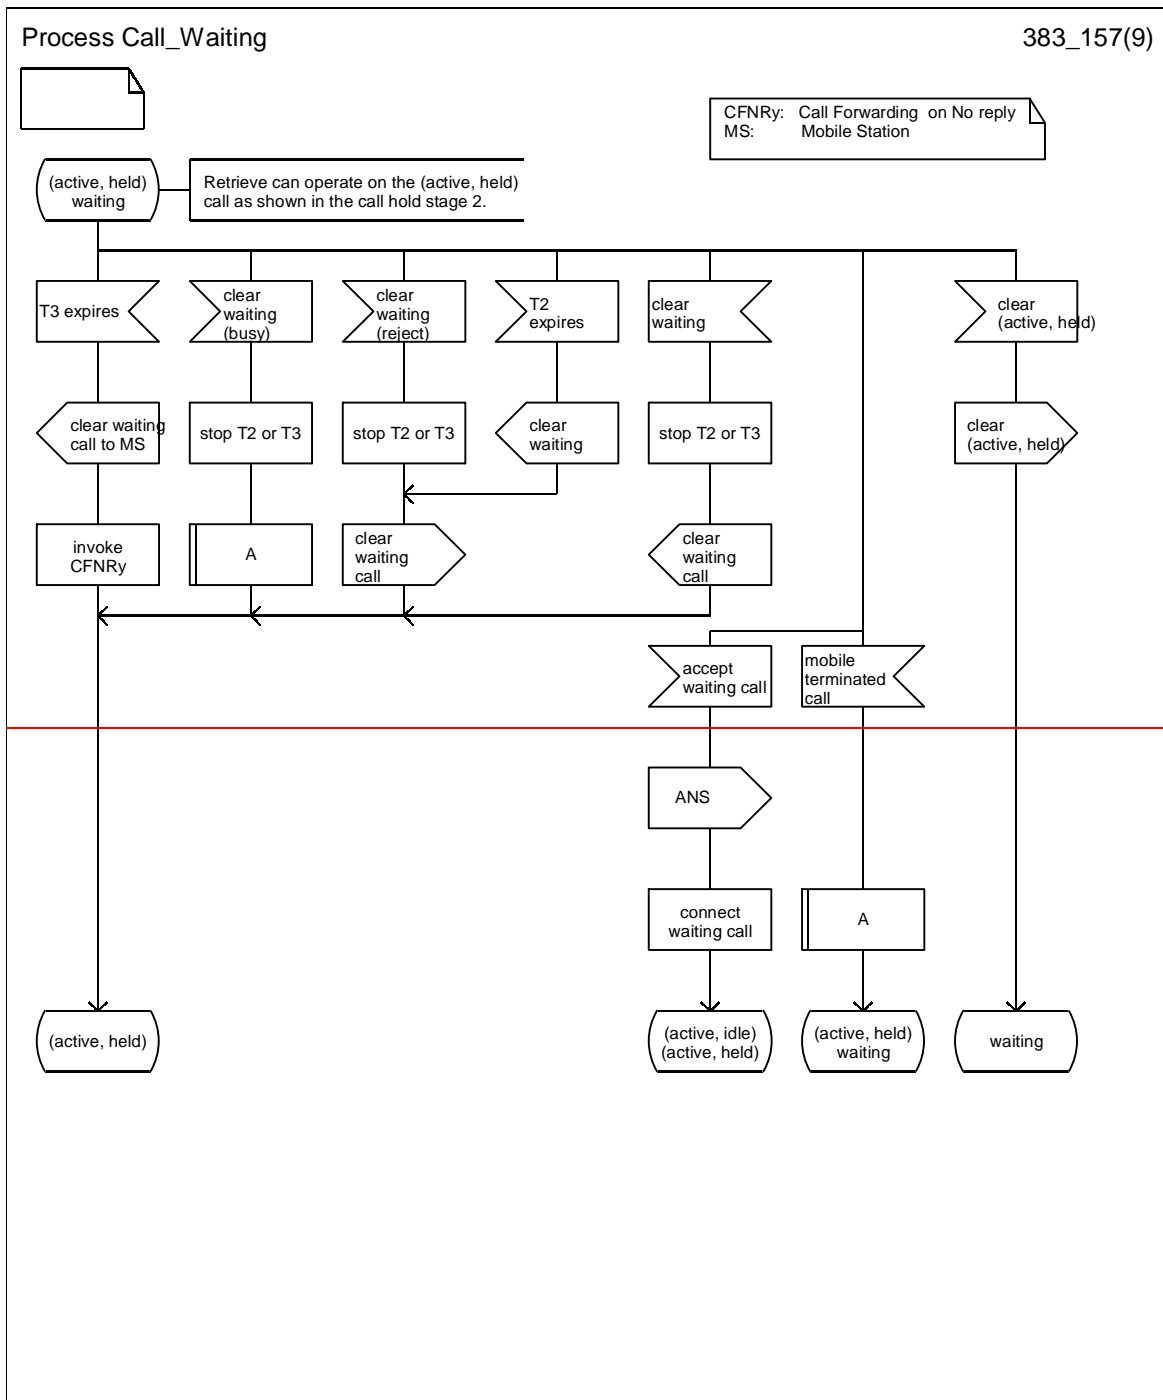 Process Call_Waiting
383_157(9)
CFNRy: Call Forwarding on No reply
MS: Mobile Station
(active, held)
waiting
Retrieve can operate on the (active, held)
call as shown in the call hold stage 2.
T3 expires
clear
waiting
(busy)
clear
waiting
(reject)
T2
expires
clear
waiting
clear
(active, held)
clear waiting
call to MS
stop T2 or T3
stop T2 or T3
clear
waiting
stop T2 or T3
clear
(active, held)
invoke
CFNRy
A
clear
waiting
call
clear
waiting
call
accept
waiting call
mobile
terminated
call
ANS
connect
waiting call
A
(active, held)
(active, idle)
(active, held)
(active, held)
waiting
waiting